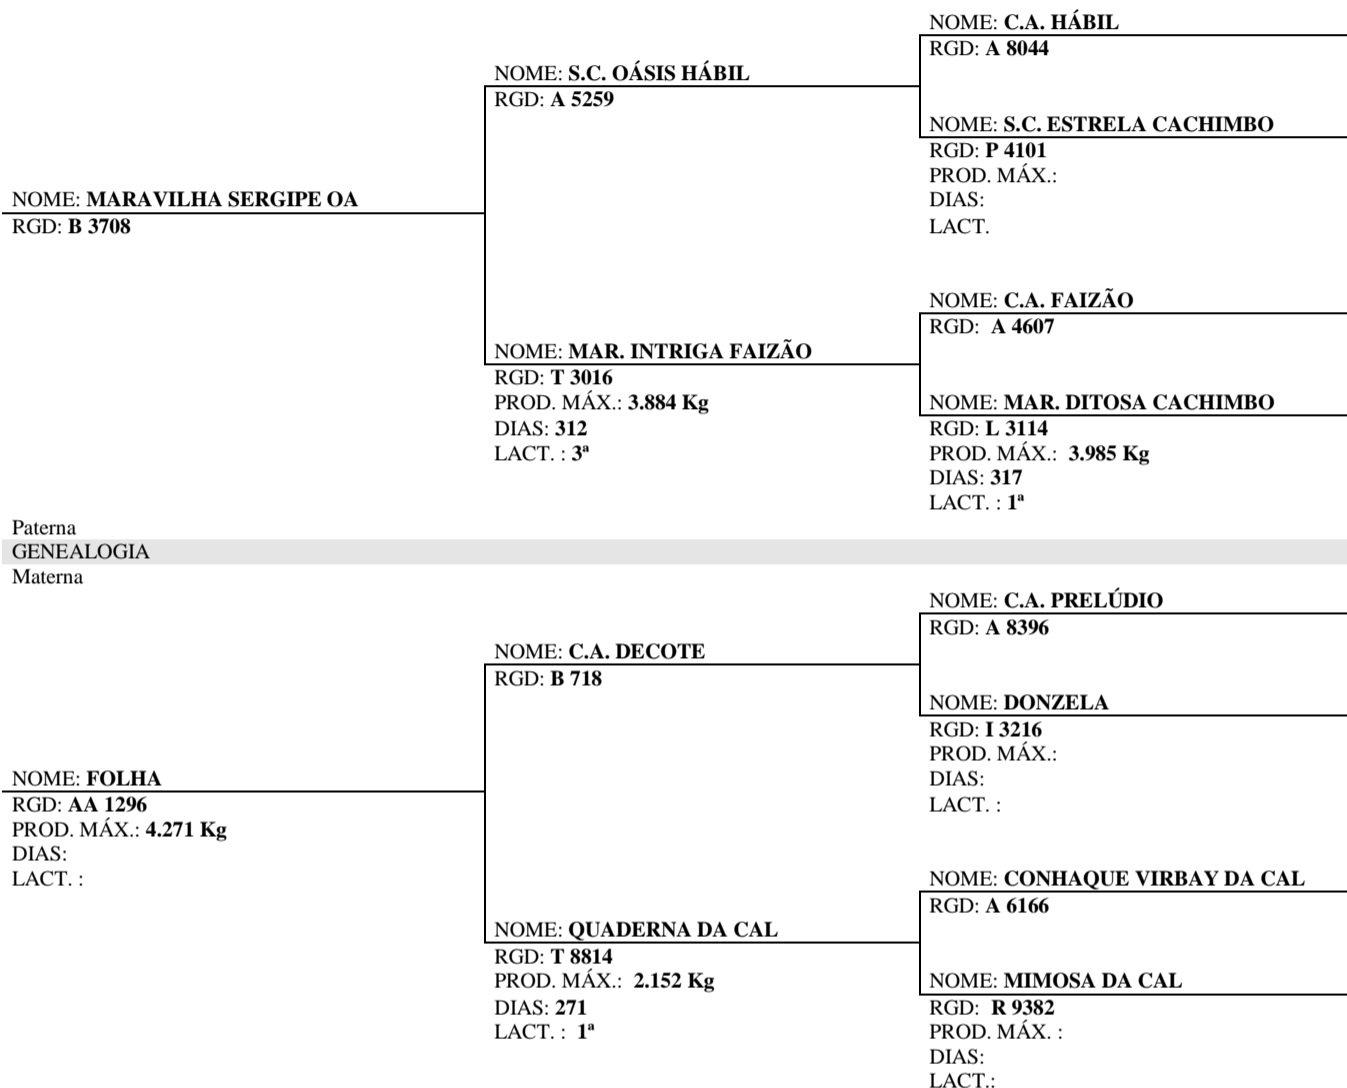 NOME: C.A. HÁBIL
RGD: A 8044
NOME: S.C. OÁSIS HÁBIL
RGD: A 5259
NOME: S.C. ESTRELA CACHIMBO
RGD: P 4101
PROD. MÁX.:
DIAS:
LACT.
NOME: MARAVILHA SERGIPE OA
RGD: B 3708
NOME: C.A. FAIZÃO
RGD: A 4607
NOME: MAR. INTRIGA FAIZÃO
RGD: T 3016
PROD. MÁX.: 3.884 Kg
DIAS: 312
LACT. : 3ª
NOME: MAR. DITOSA CACHIMBO
RGD: L 3114
PROD. MÁX.: 3.985 Kg
DIAS: 317
LACT. : 1ª
Paterna
GENEALOGIA
Materna
NOME: C.A. PRELÚDIO
RGD: A 8396
NOME: C.A. DECOTE
RGD: B 718
NOME: DONZELA
RGD: I 3216
PROD. MÁX.:
DIAS:
LACT. :
NOME: FOLHA
RGD: AA 1296
PROD. MÁX.: 4.271 Kg
DIAS:
LACT. :
NOME: CONHAQUE VIRBAY DA CAL
RGD: A 6166
NOME: QUADERNA DA CAL
RGD: T 8814
PROD. MÁX.: 2.152 Kg
DIAS: 271
LACT. : 1ª
NOME: MIMOSA DA CAL
RGD: R 9382
PROD. MÁX. :
DIAS:
LACT.: